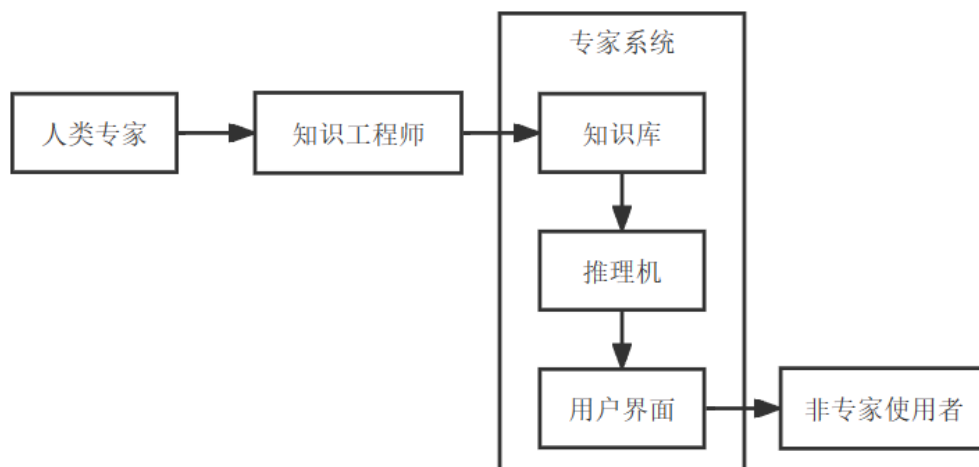 专家系统
人类专家
知识工程师
知识库
推理机
用户界面
非专家使用者